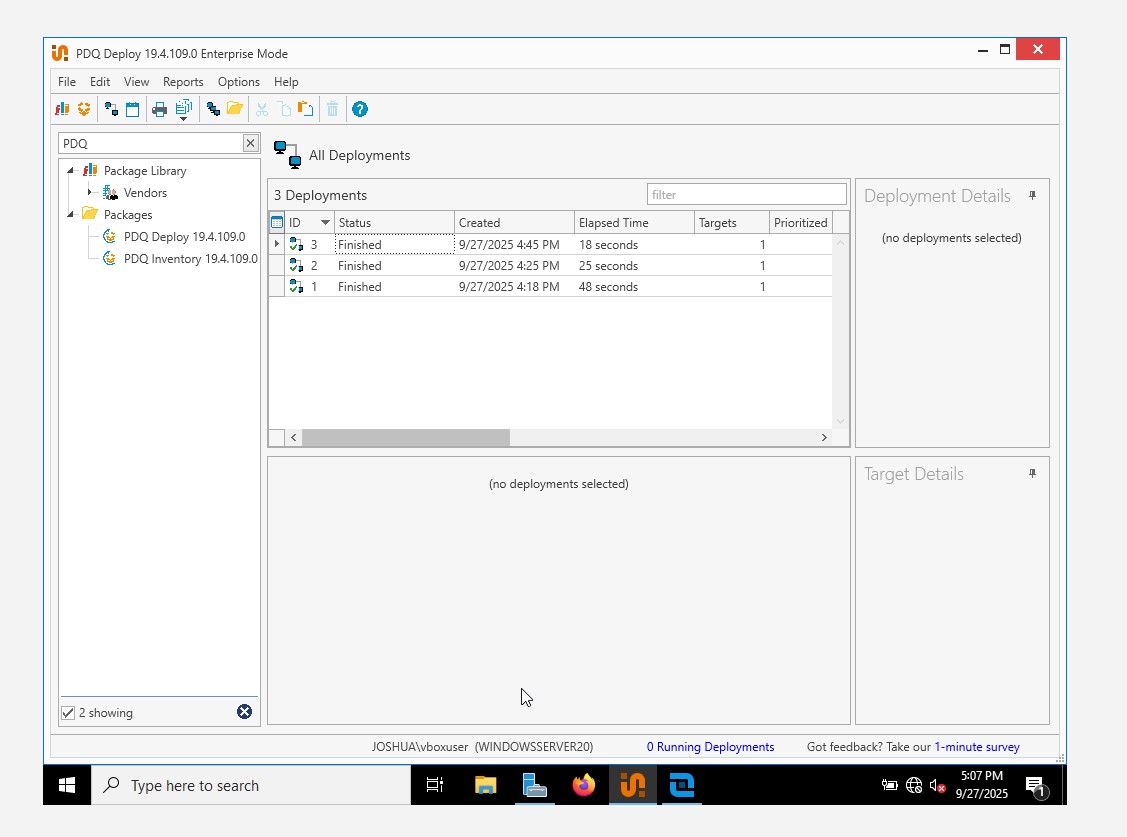 PDQ Deploy 19.4.109.0 Enterprise Mode
File Edit View Reports Options Help
PDQ
Package Library
Vendors
Packages
PDQ Deploy 19.4.109.0
PDQ Inventory 19.4.109.0
2 showing
All Deployments
3 Deployments
filter
ID Status Created Elapsed Time Targets Prioritized
3 Finished 9/27/2025 4:45 PM 18 seconds 1
2 Finished 9/27/2025 4:25 PM 25 seconds 1
1 Finished 9/27/2025 4:18 PM 48 seconds 1
(no deployments selected)
Deployment Details
(no deployments selected)
Target Details
JOSHUA\vboxuser (WINDOWSSERVER20) 0 Running Deployments Got feedback? Take our 1-minute survey
Type here to search
5:07 PM
9/27/2025
1